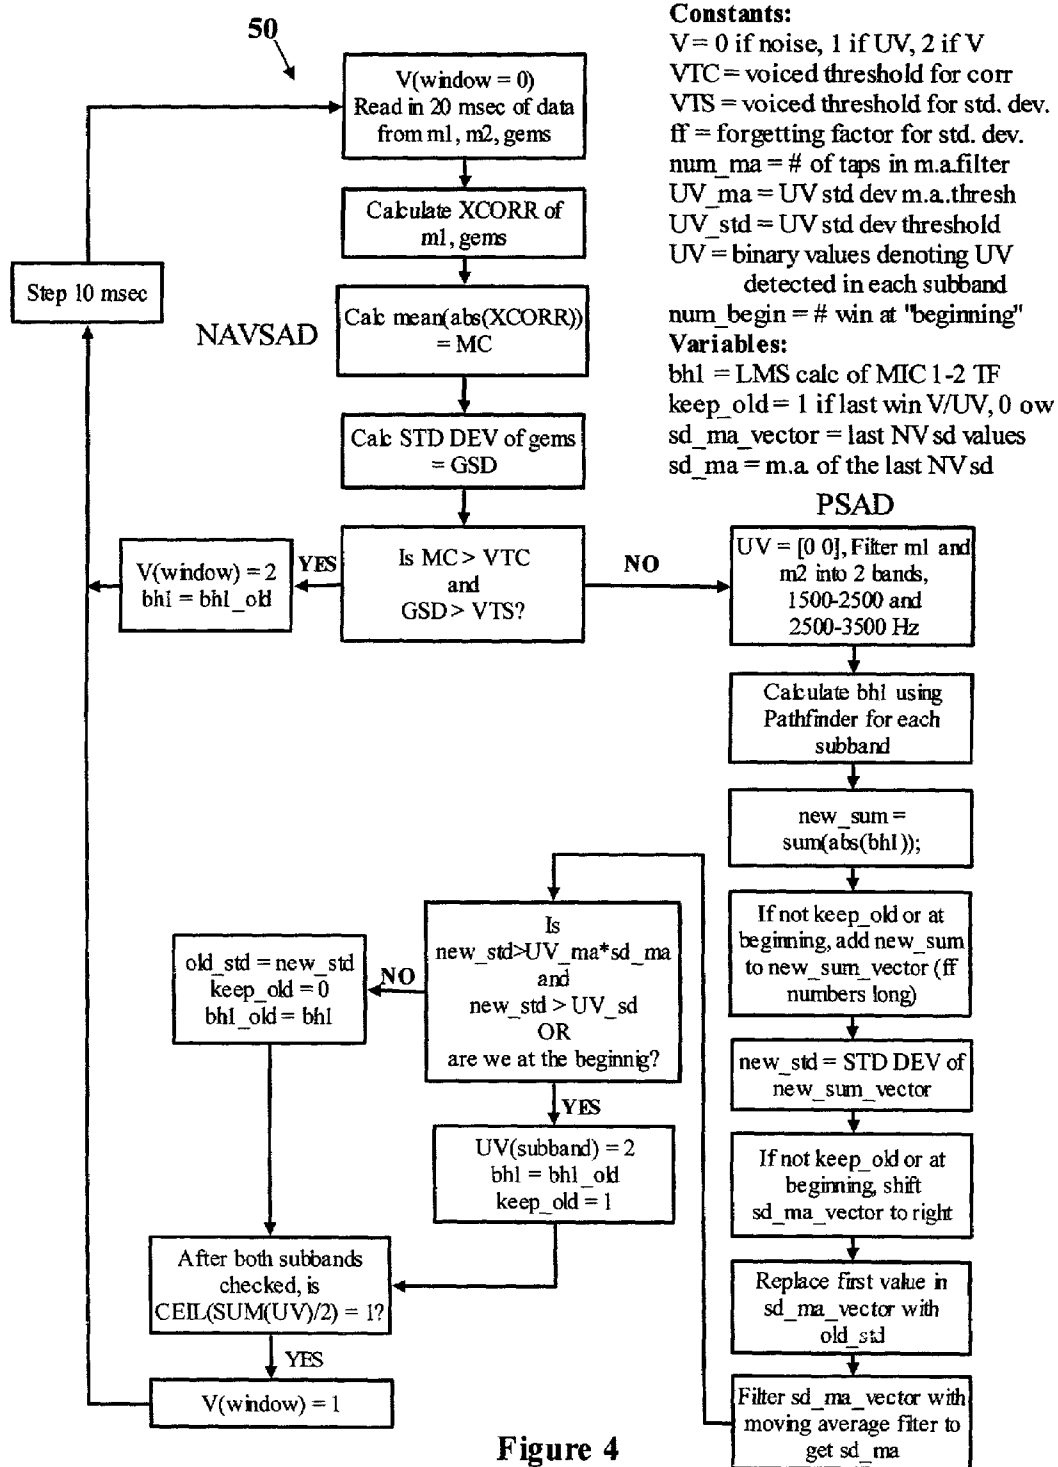 50
V(window = 0)
Read in 20 msec of data
from m1, m2, gems
Calculate XCORR of
m1, gems
Step 10 msec
NAVSAD
Calc mean(abs(XCORR))
= MC
Calc STD DEV of gems
= GSD
Is MC > VTC
and
GSD > VTS?
YES
V(window) = 2
bh1 = bh1_old
NO
Constants:
V = 0 if noise, 1 if UV, 2 if V
VTC = voiced threshold for corr
VTS = voiced threshold for std. dev.
ff = forgetting factor for std. dev.
num_ma = # of taps in m.a.filter
UV_ma = UV std dev m.a.thresh
UV_std = UV std dev threshold
UV = binary values denoting UV
detected in each subband
num_begin = # win at "beginning"
Variables:
bh1 = LMS calc of MIC 1-2 TF
keep_old = 1 if last win V/UV, 0 ow
sd_ma_vector = last NV sd values
sd_ma = m.a. of the last NV sd
PSAD
UV = [0 0], Filter m1 and
m2 into 2 bands,
1500-2500 and
2500-3500 Hz
Calculate bh1 using
Pathfinder for each
subband
new_sum =
sum(abs(bh1));
If not keep_old or at
beginning, add new_sum
to new_sum_vector (ff
numbers long)
new_std = STD DEV of
new_sum_vector
If not keep_old or at
beginning, shift
sd_ma_vector to right
Replace first value in
sd_ma_vector with
old_std
Filter sd_ma_vector with
moving average filter to
get sd_ma
Is
new_std>UV_ma*sd_ma
and
new_std > UV_sd
OR
are we at the beginnig?
NO
old_std = new_std
keep_old = 0
bh1_old = bh1
YES
UV(subband) = 2
bh1 = bh1_old
keep_old = 1
After both subbands
checked, is
CEIL(SUM(UV)/2) = 1?
YES
V(window) = 1
Figure 4